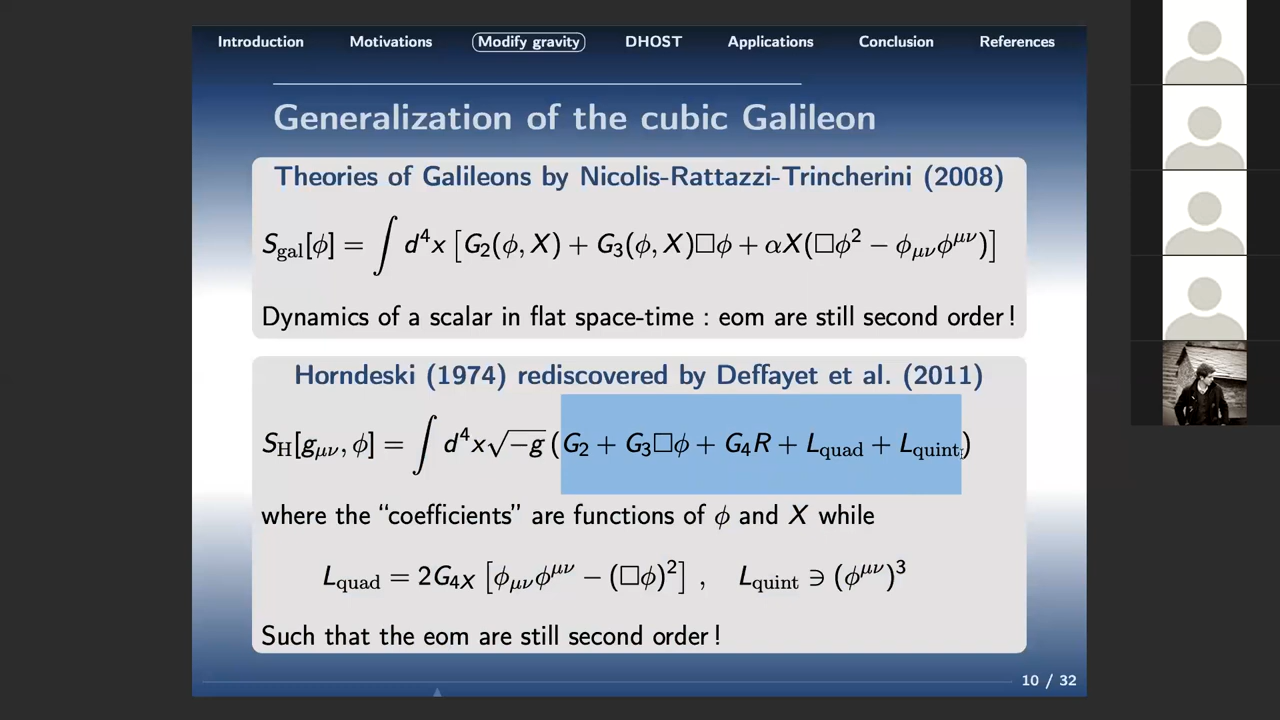 Introduction Motivations Modify gravity DHOST Applications Conclusion References
Generalization of the cubic Galileon
Theories of Galileons by Nicolis-Rattazzi-Trincherini (2008)
S_gal[ϕ] = ∫ d⁴x [G₂(ϕ, X) + G₃(ϕ, X)□ϕ + αX(□ϕ² − ϕ_μν ϕ^μν)]
Dynamics of a scalar in flat space-time : eom are still second order !
Horndeski (1974) rediscovered by Deffayet et al. (2011)
S_H[g_μν, ϕ] = ∫ d⁴x√−g (G₂ + G₃□ϕ + G₄R + L_quad + L_quint)
where the “coefficients” are functions of ϕ and X while
L_quad = 2G₄X [ϕ_μν ϕ^μν − (□ϕ)²] , L_quint ∋ (ϕ^μν)³
Such that the eom are still second order !
10 / 32